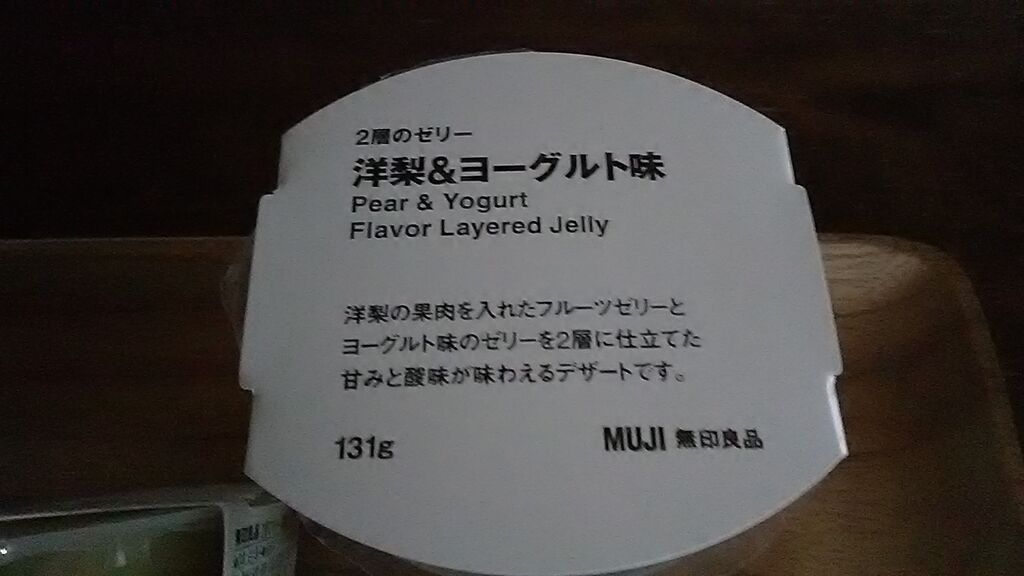 2層のゼリー
洋梨&ヨーグルト味
Pear & Yogurt
Flavor Layered Jelly
洋梨の果肉を入れたフルーツゼリーと
ヨーグルト味のゼリーを2層に仕立てた
甘みと酸味が味わえるデザートです。
131g
MUJI 無印良品